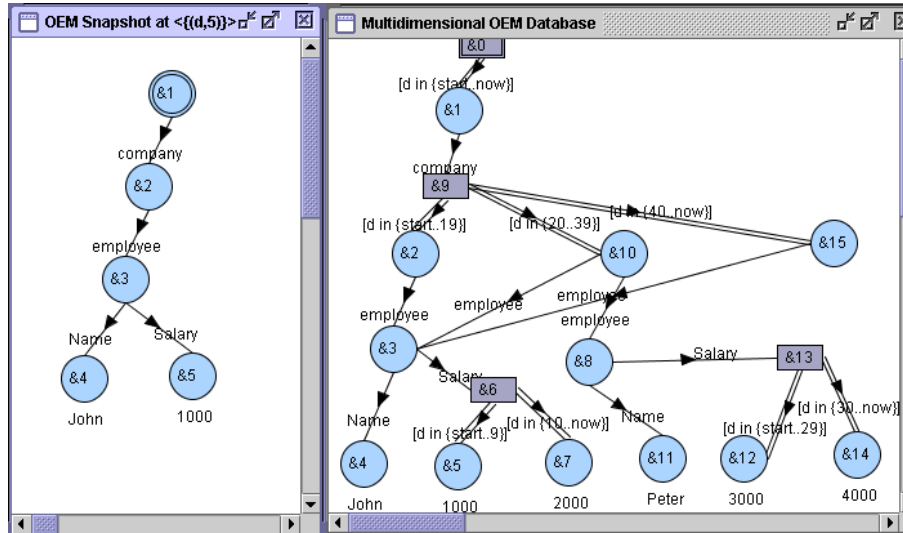 OEM Snapshot at <{(d,5)}>
&1
company
&2
employee
&3
Name
Salary
&4
&5
John
1000
Multidimensional OEM Database
&0
[d in {start..now}]
&1
company
&9
[d in {start..19}]
[d in {20..39}]
[d in {40..now}]
&2
&10
&15
employee
employee
employee
employee
&3
&8
Salary
&13
Salary
&6
Name
[d in {start..9}]
[d in {10..now}]
Name
[d in {start..29}]
[d in {30..now}]
&4
&5
&7
&11
&12
&14
John
1000
2000
Peter
3000
4000